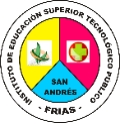 INSTITUTO DE EDUCACIÓN SUPERIOR TECNOLÓGICO PÚBLICO
SAN
ANDRÉS
- FRIAS -